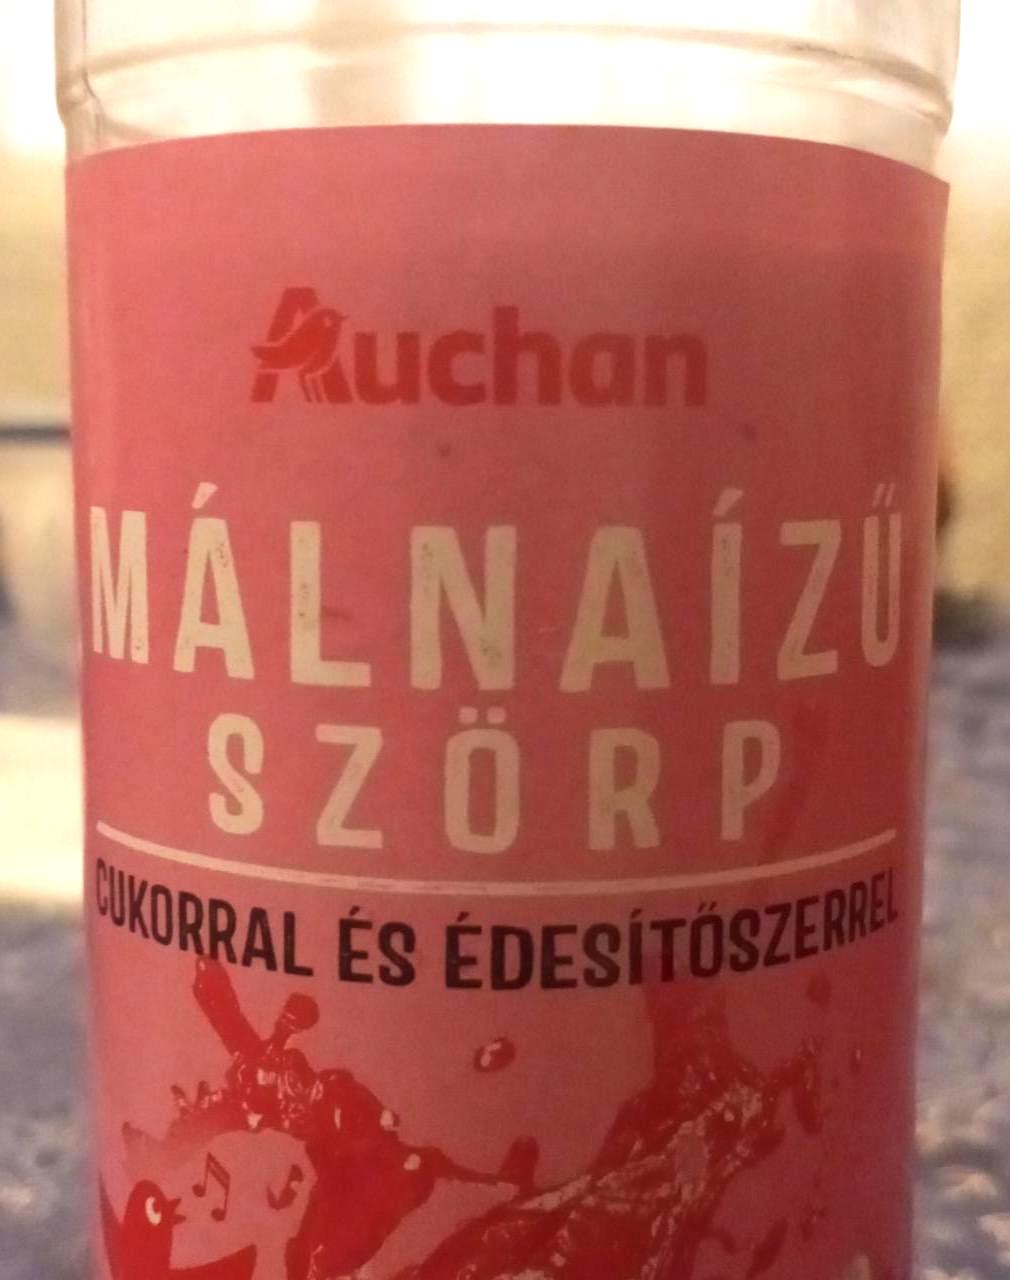 Auchan
MÁLNAÍZŰ
SZÖRP
CUKORRAL ÉS ÉDESÍTŐSZERREL